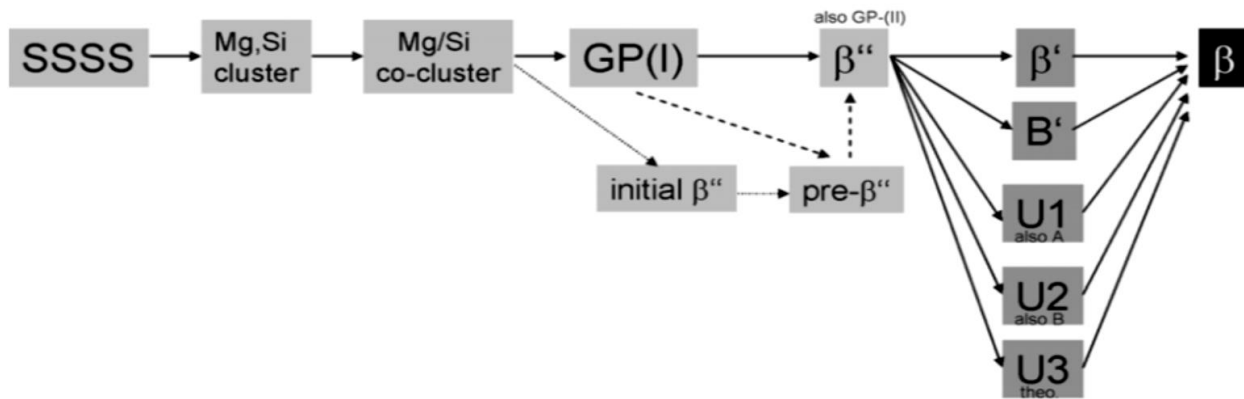 also GP-(II)
SSSS
Mg,Si
cluster
Mg/Si
co-cluster
GP(I)
β“
β‘
β
B‘
initial β“
pre-β“
U1
also A
U2
also B
U3
theo.